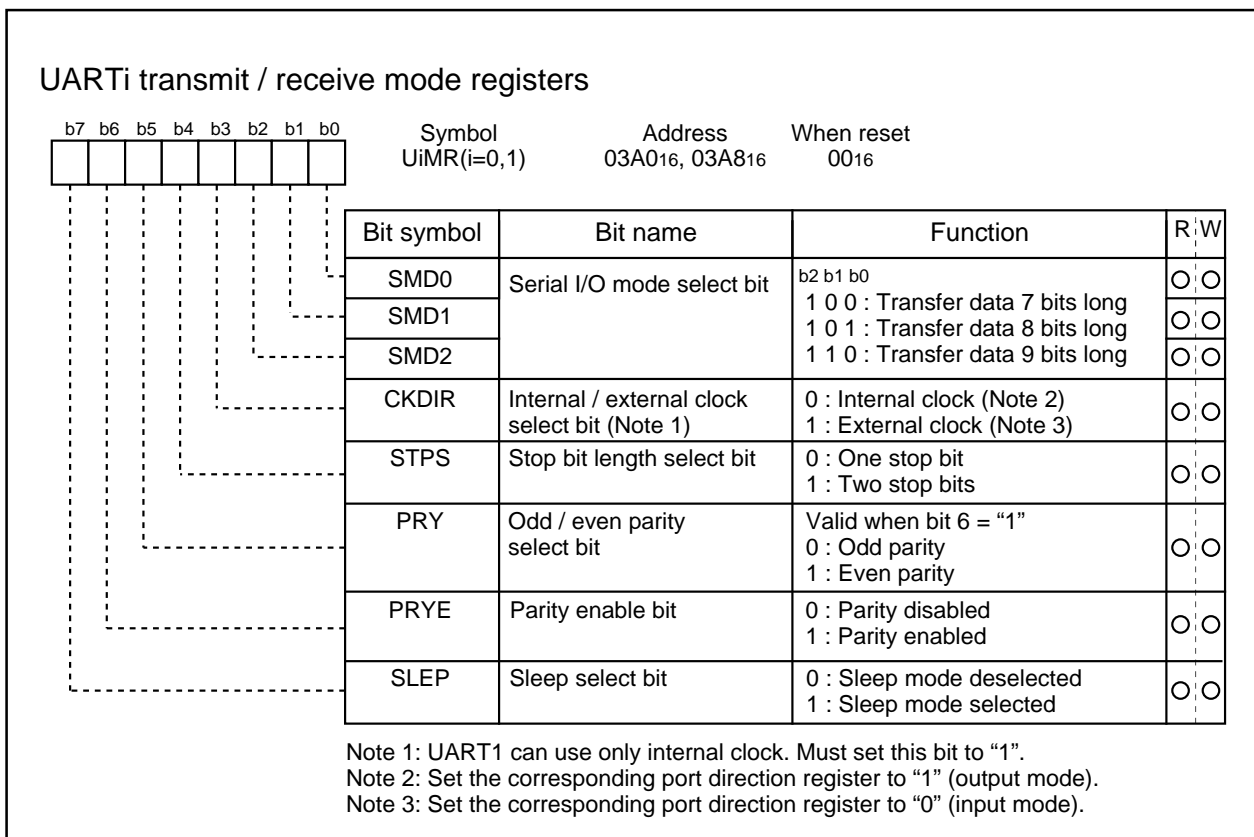 UARTi transmit / receive mode registers
b7 b6 b5 b4 b3 b2 b1 b0
Symbol Address When reset
UiMR(i=0,1) 03A016, 03A816 0016
Bit symbol Bit name Function R W
SMD0 Serial I/O mode select bit b2 b1 b0
1 0 0 : Transfer data 7 bits long
SMD1 1 0 1 : Transfer data 8 bits long
SMD2 1 1 0 : Transfer data 9 bits long
CKDIR Internal / external clock 0 : Internal clock (Note 2)
select bit (Note 1) 1 : External clock (Note 3)
STPS Stop bit length select bit 0 : One stop bit
1 : Two stop bits
PRY Odd / even parity Valid when bit 6 = “1”
select bit 0 : Odd parity
1 : Even parity
PRYE Parity enable bit 0 : Parity disabled
1 : Parity enabled
SLEP Sleep select bit 0 : Sleep mode deselected
1 : Sleep mode selected
Note 1: UART1 can use only internal clock. Must set this bit to “1”.
Note 2: Set the corresponding port direction register to “1” (output mode).
Note 3: Set the corresponding port direction register to “0” (input mode).